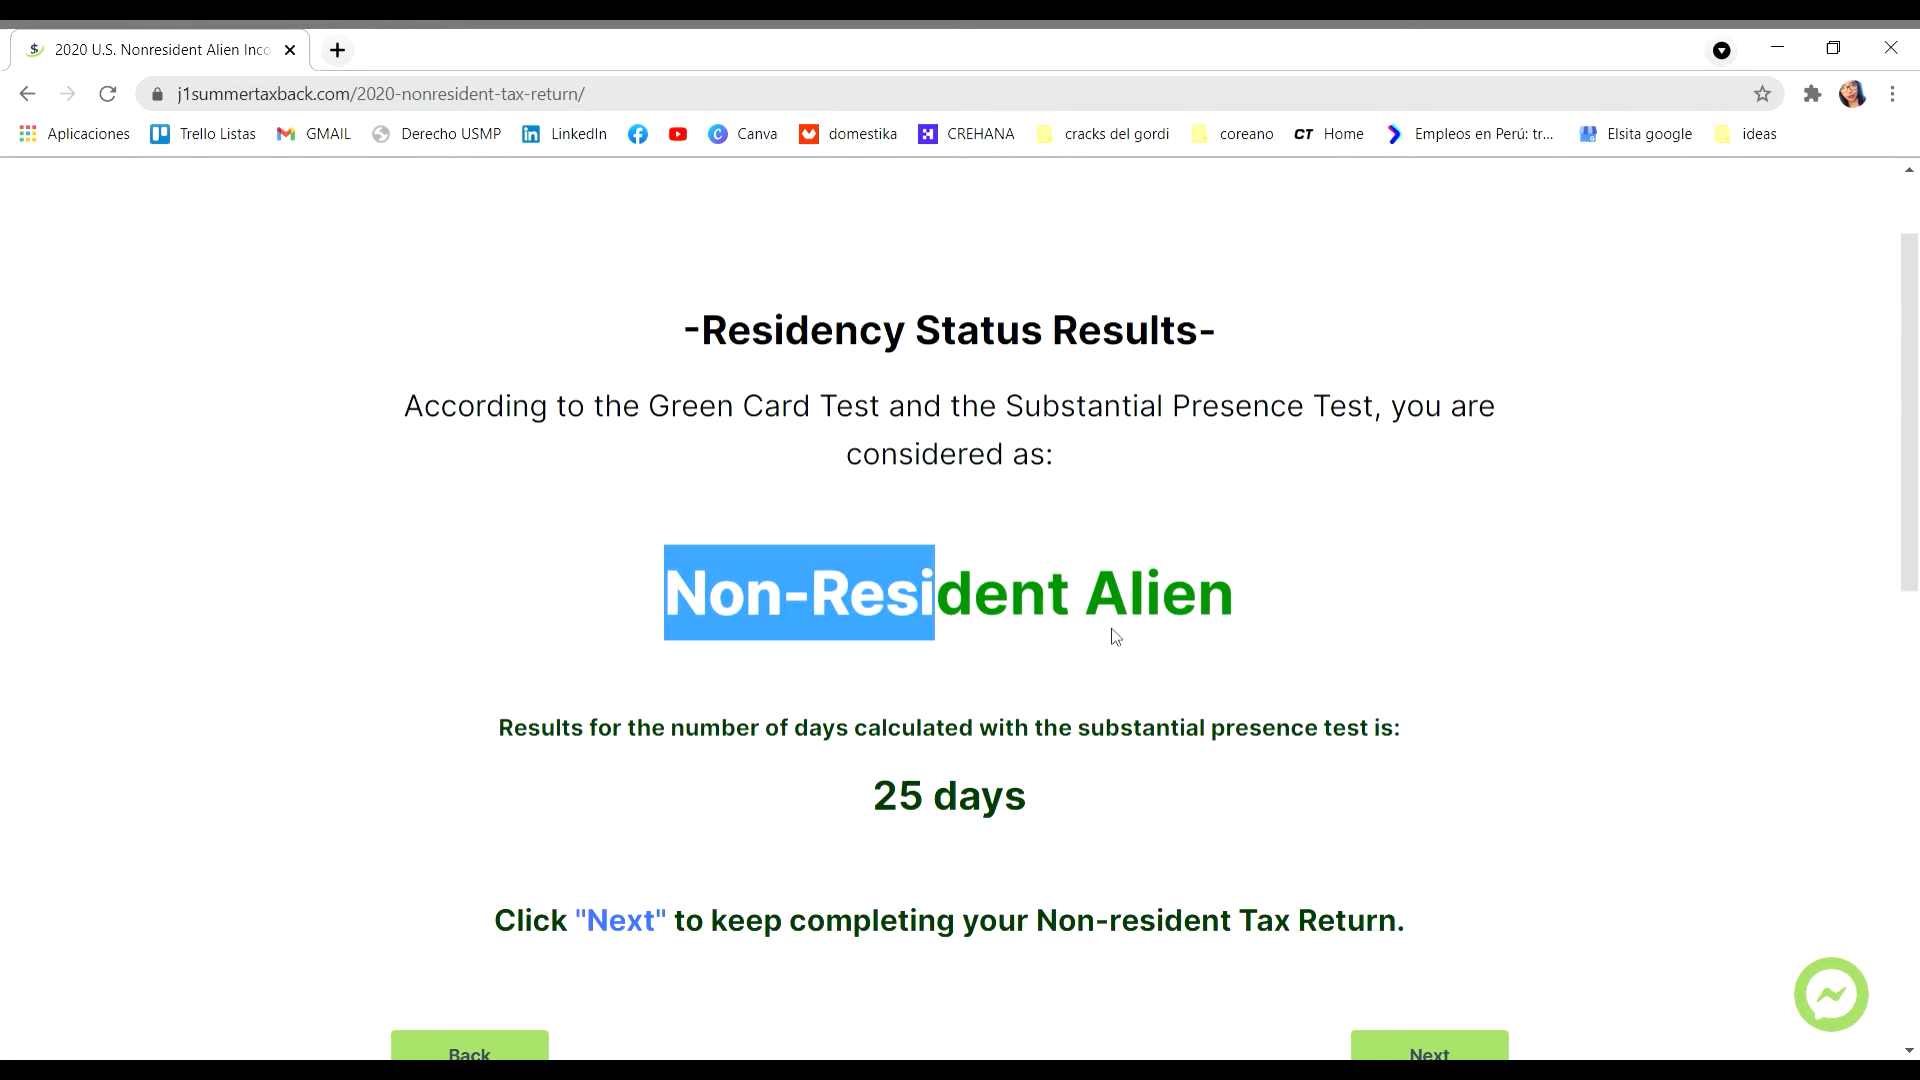 2020 U.S. Nonresident Alien Inco
j1summertaxback.com/2020-nonresident-tax-return/
Aplicaciones Trello Listas GMAIL Derecho USMP LinkedIn Canva domestika CREHANA cracks del gordi coreano CT Home Empleos en Perú: tr... Elsita google ideas
-Residency Status Results-
According to the Green Card Test and the Substantial Presence Test, you are
considered as:
Non-Resident Alien
Results for the number of days calculated with the substantial presence test is:
25 days
Click "Next" to keep completing your Non-resident Tax Return.
Back Next